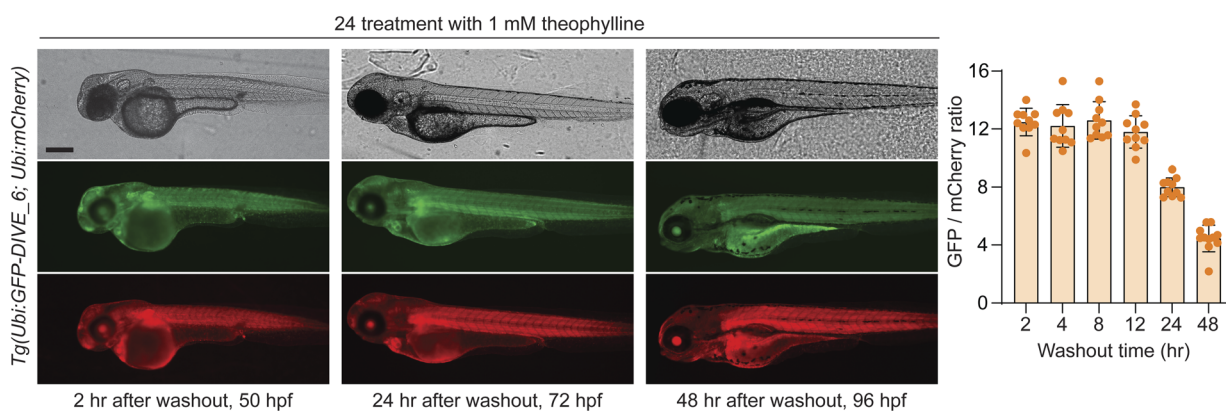 24 treatment with 1 mM theophylline
Tg(Ubi:GFP-DIVE_6; Ubi:mCherry)
2 hr after washout, 50 hpf
24 hr after washout, 72 hpf
48 hr after washout, 96 hpf
GFP / mCherry ratio
16
12
8
4
0
2 4 8 12 24 48
Washout time (hr)